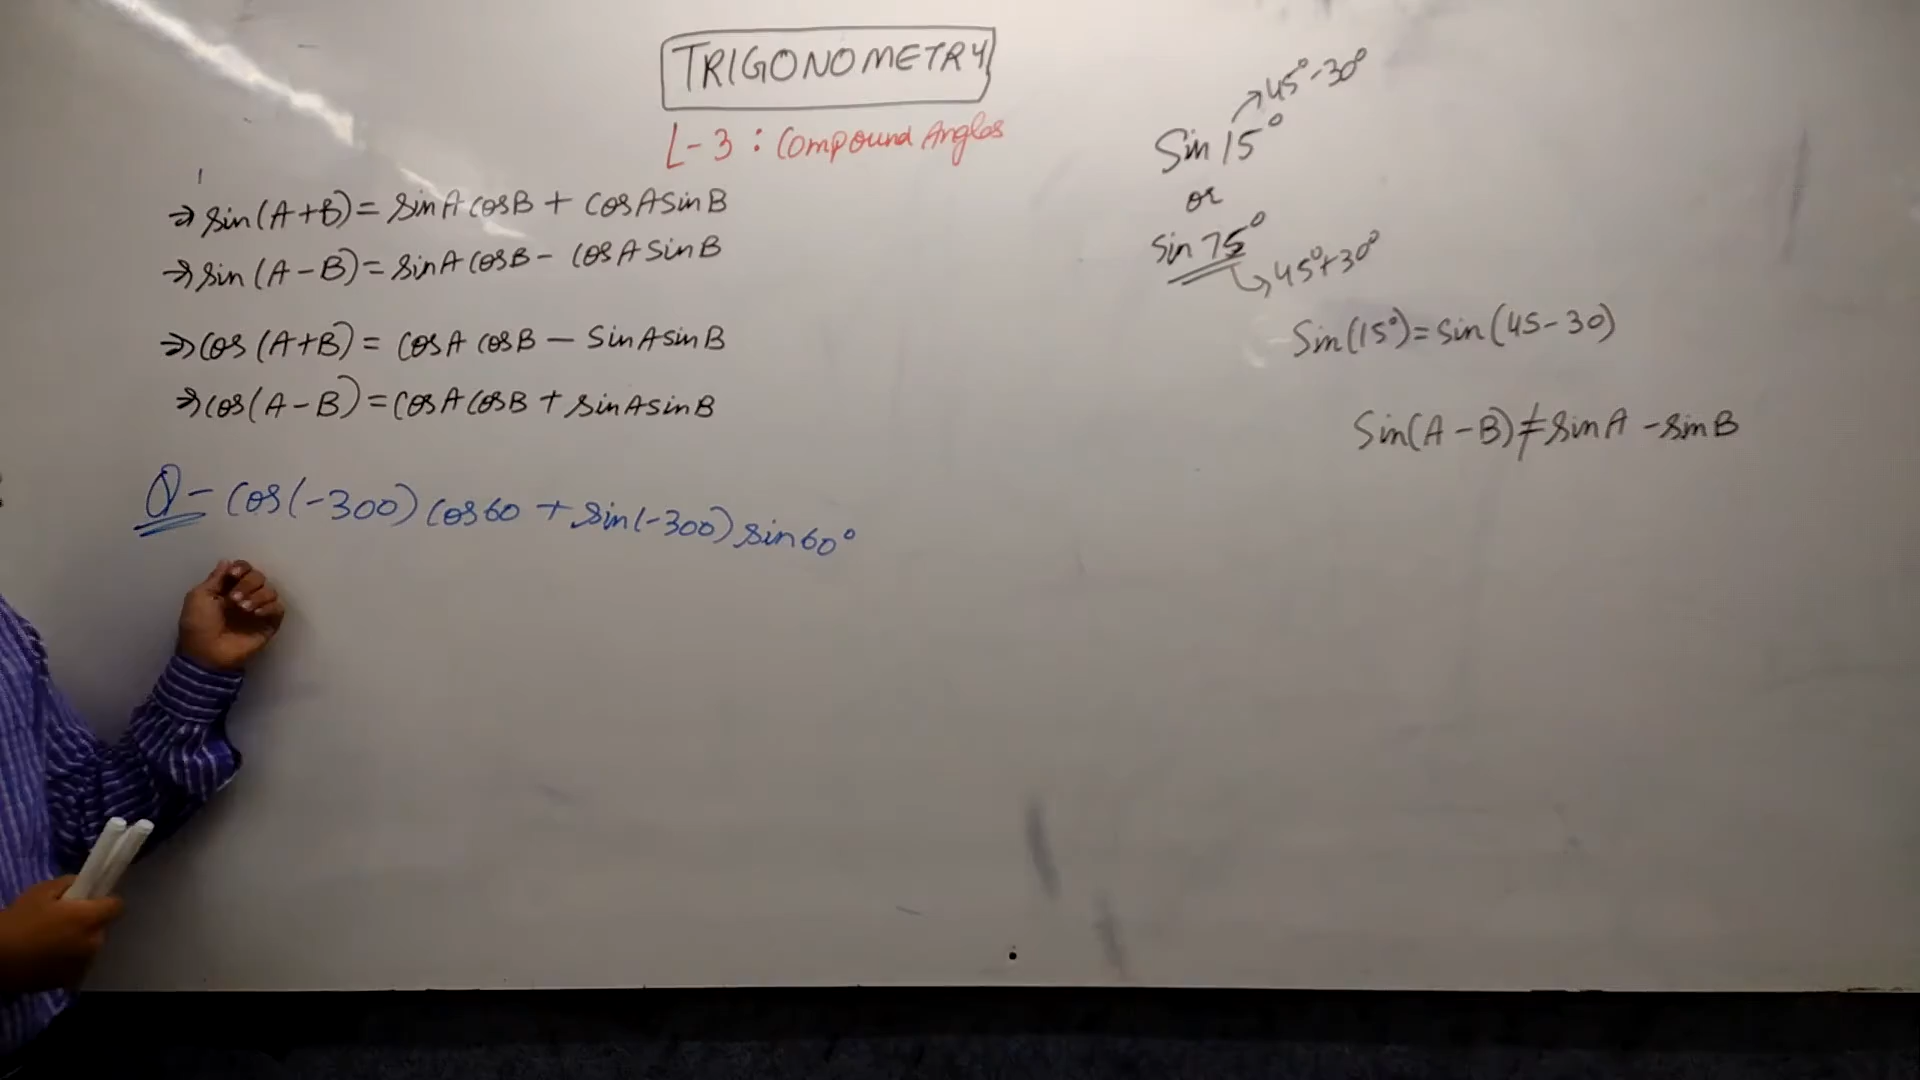 TRIGONOMETRY
L-3 : Compound Angles
→ sin(A+B) = sinA cosB + cosA sinB
→ sin(A-B) = sinA cosB - cosA sinB
→ cos(A+B) = cosA cosB - sinA sinB
→ cos(A-B) = cosA cosB + sinA sinB
Q- cos(-300) cos60 + sin(-300) sin60°
45°-30°
Sin 15°
or
Sin 75°
45°+30°
Sin(15°) = Sin(45-30)
Sin(A-B) ≠ sinA - sinB